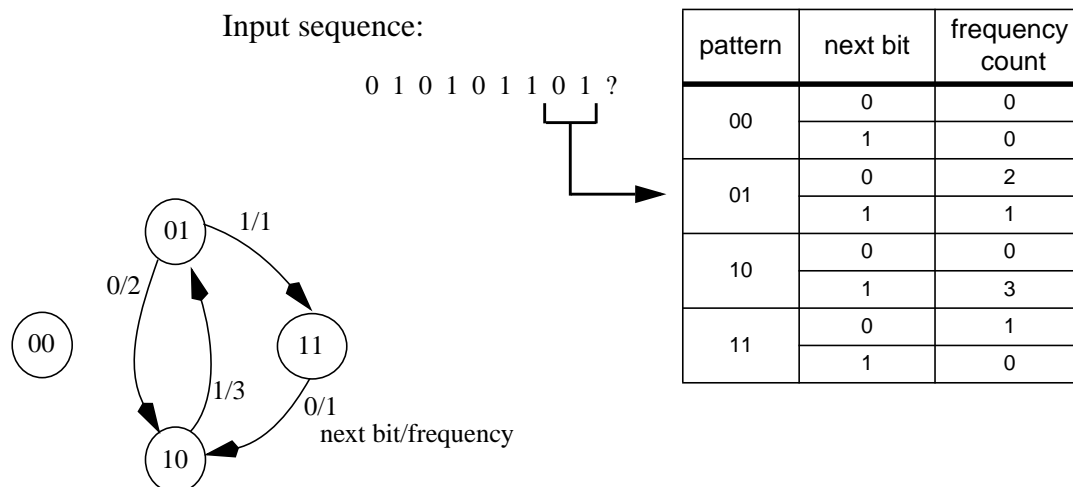 Input sequence:
0 1 0 1 0 1 1 0 1 ?
pattern next bit frequency count
00 0 0
1 0
01 0 2
1 1
10 0 0
1 3
11 0 1
1 0
01
1/1
0/2
00
11
1/3
0/1
next bit/frequency
10